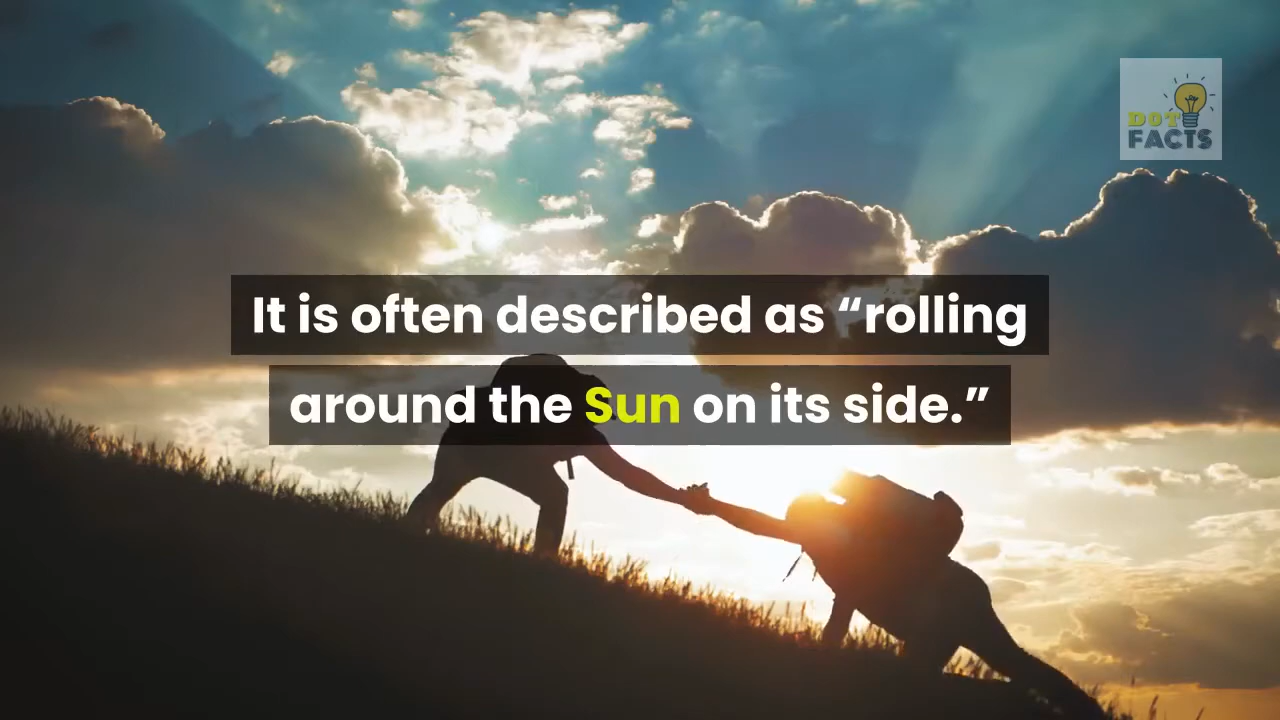 DOT
FACTS
It is often described as “rolling
around the Sun on its side.”